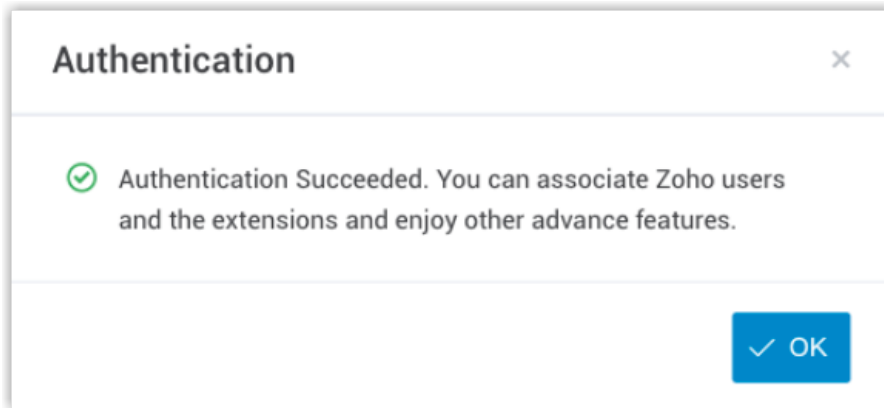 Authentication
Authentication Succeeded. You can associate Zoho users
and the extensions and enjoy other advance features.
OK